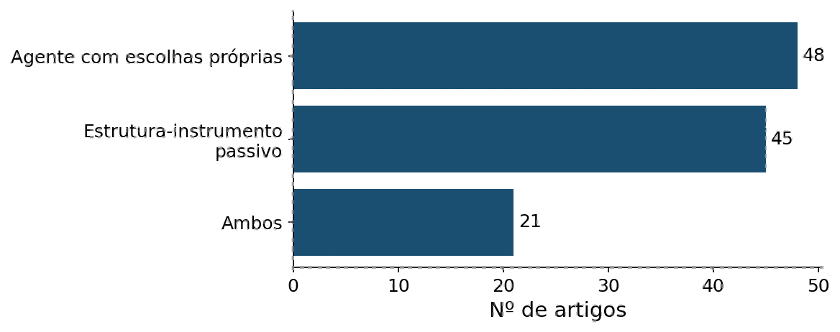 Agente com escolhas próprias
48
Estrutura-instrumento
passivo
45
Ambos
21
0 10 20 30 40 50
Nº de artigos